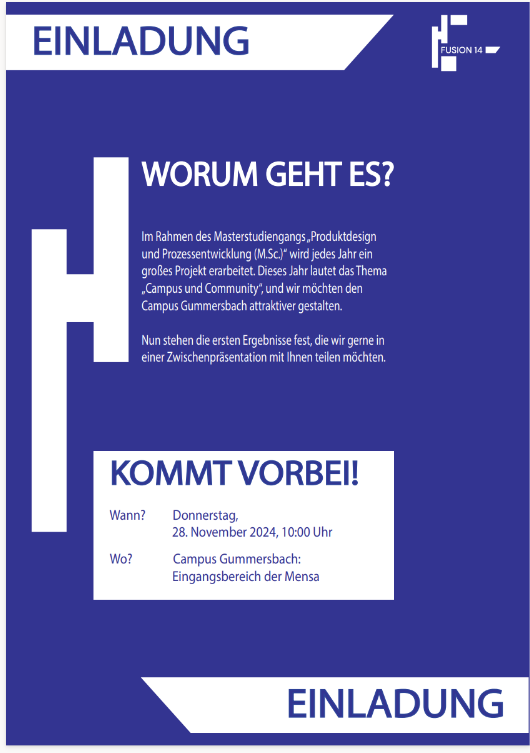 EINLADUNG
FUSION 14
WORUM GEHT ES?
Im Rahmen des Masterstudiengangs „Produktdesign
und Prozessentwicklung (M.Sc.)“ wird jedes Jahr ein
großes Projekt erarbeitet. Dieses Jahr lautet das Thema
„Campus und Community“, und wir möchten den
Campus Gummersbach attraktiver gestalten.
Nun stehen die ersten Ergebnisse fest, die wir gerne in
einer Zwischenpräsentation mit Ihnen teilen möchten.
KOMMT VORBEI!
Wann? Donnerstag,
28. November 2024, 10:00 Uhr
Wo? Campus Gummersbach:
Eingangsbereich der Mensa
EINLADUNG